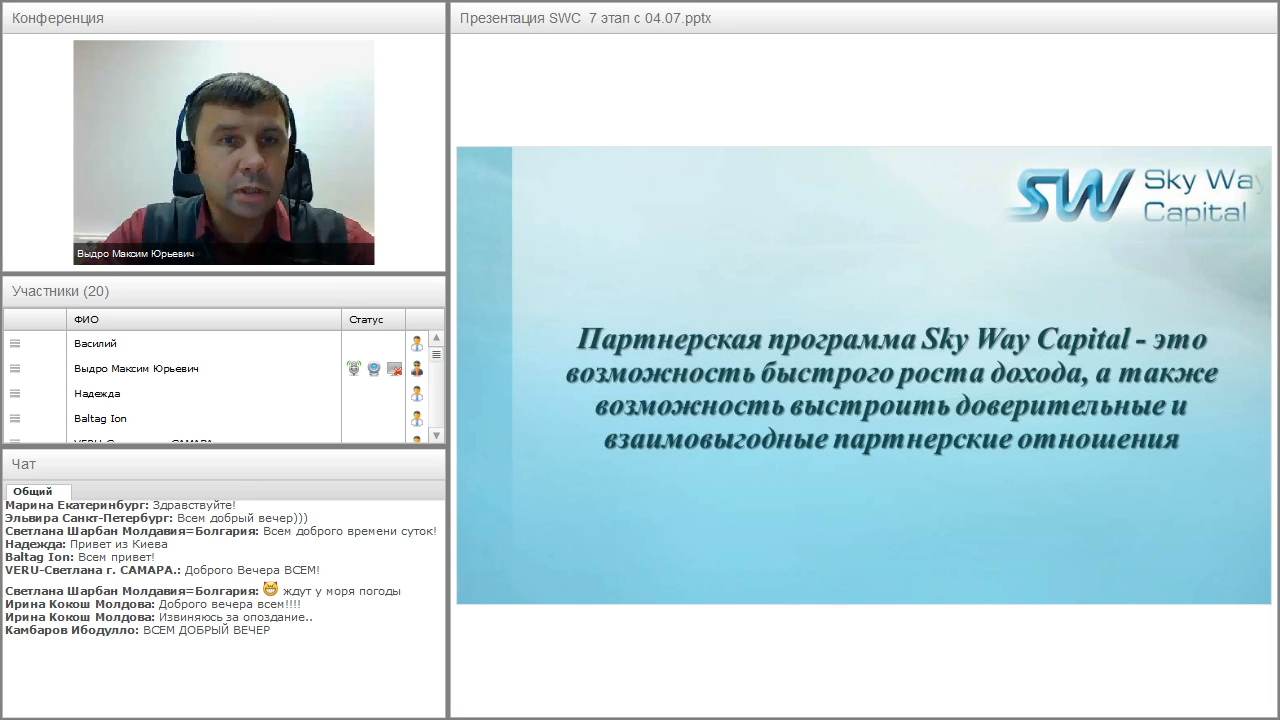 Конференция
Выдро Максим Юрьевич
Участники (20)
ФИО Статус
Василий
Выдро Максим Юрьевич
Надежда
Baltag Ion
Чат
Общий
Марина Екатеринбург: Здравствуйте!
Эльвира Санкт-Петербург: Всем добрый вечер)))
Светлана Шарбан Молдавия=Болгария: Всем доброго времени суток!
Надежда: Привет из Киева
Baltag Ion: Всем привет!
VERU-Светлана г. САМАРА.: Доброго Вечера ВСЕМ!
Светлана Шарбан Молдавия=Болгария: ждут у моря погоды
Ирина Кокош Молдова: Доброго вечера всем!!!!
Ирина Кокош Молдова: Извиняюсь за опоздание..
Камбаров Ибодулло: ВСЕМ ДОБРЫЙ ВЕЧЕР
Презентация SWC 7 этап с 04.07.pptx
SW Sky Way
Capital
Партнерская программа Sky Way Capital - это
возможность быстрого роста дохода, а также
возможность выстроить доверительные и
взаимовыгодные партнерские отношения